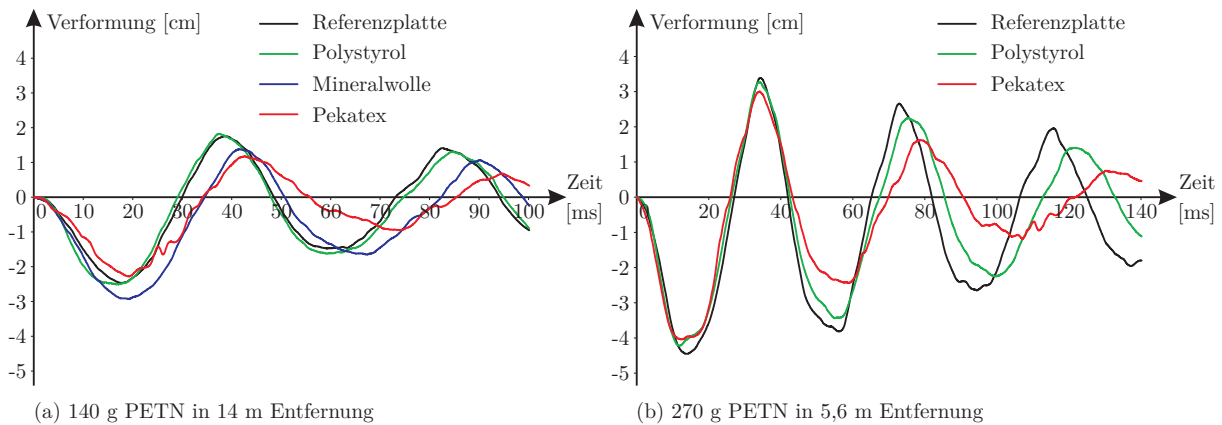 Verformung [cm]
Referenzplatte
Polystyrol
Mineralwolle
Pekatex
4
3
2
1
0
-1
-2
-3
-4
-5
0 10 20 30 40 50 60 70 80 90 100
Zeit
[ms]
(a) 140 g PETN in 14 m Entfernung
Verformung [cm]
Referenzplatte
Polystyrol
Pekatex
4
3
2
1
0
-1
-2
-3
-4
-5
0 20 40 60 80 100 120 140
Zeit
[ms]
(b) 270 g PETN in 5,6 m Entfernung